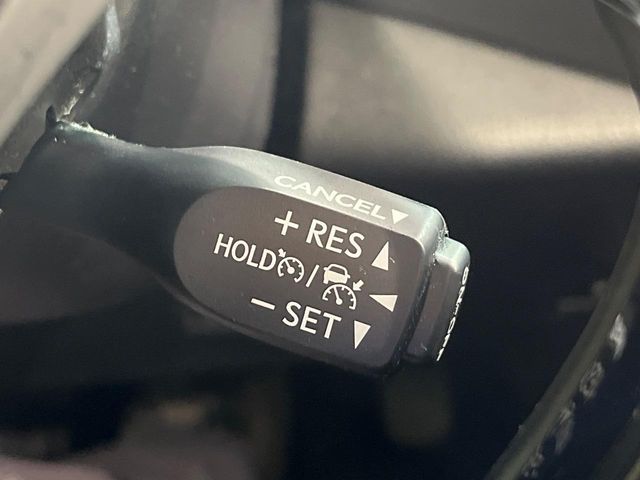 CANCEL▼
+ RES ▲
HOLD / ◀
− SET ▼